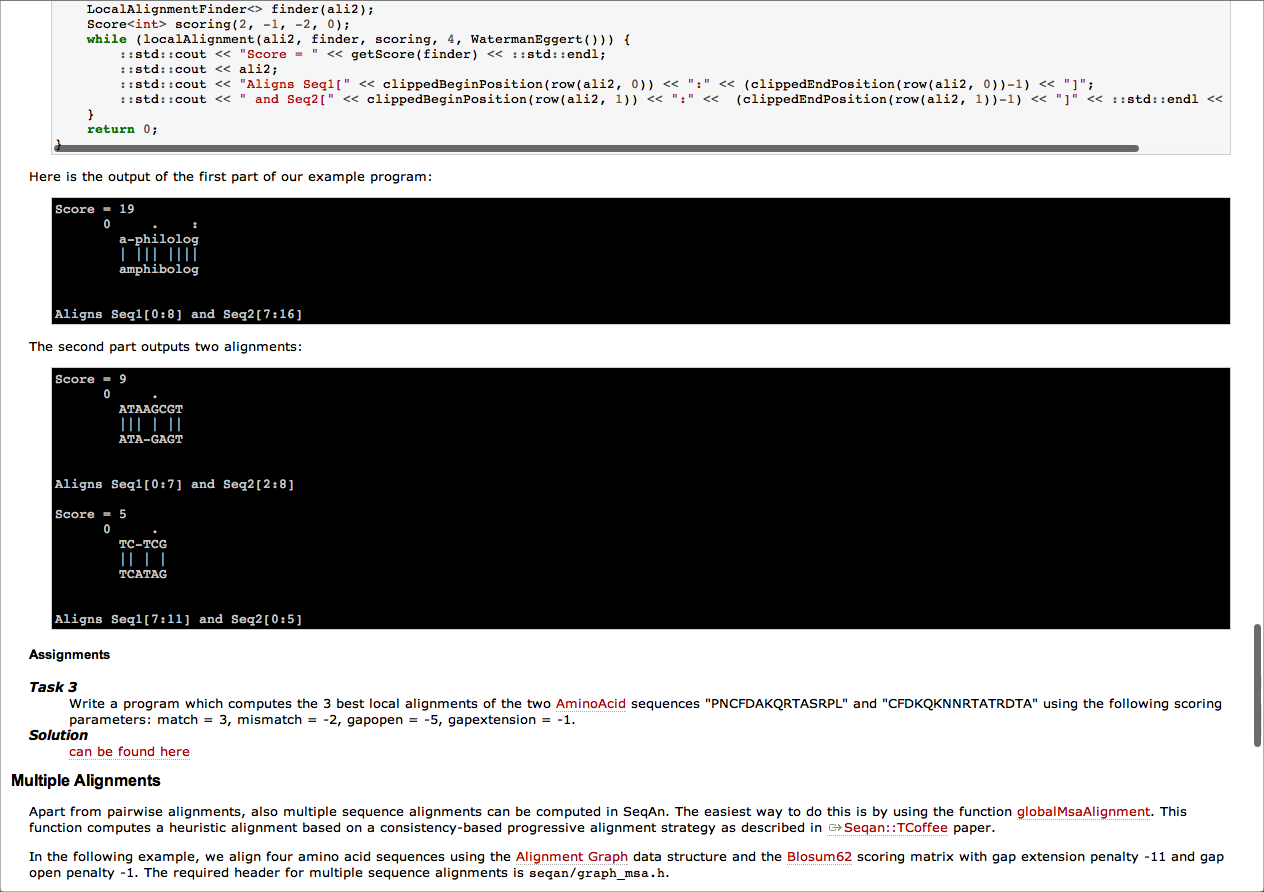 LocalAlignmentFinder<> finder(ali2);
Score<int> scoring(2, -1, -2, 0);
while (localAlignment(ali2, finder, scoring, 4, WatermanEggert())) {
::std::cout << "Score = " << getScore(finder) << ::std::endl;
::std::cout << ali2;
::std::cout << "Aligns Seq1[" << clippedBeginPosition(row(ali2, 0)) << ":" << (clippedEndPosition(row(ali2, 0))-1) << "]";
::std::cout << " and Seq2[" << clippedBeginPosition(row(ali2, 1)) << ":" <<  (clippedEndPosition(row(ali2, 1))-1) << "]" << ::std::endl <<
}
return 0;
}
Here is the output of the first part of our example program:
Score = 19
0     .    :
a-philolog
| ||| ||||
amphibolog
Aligns Seq1[0:8] and Seq2[7:16]
The second part outputs two alignments:
Score = 9
0     .
ATAAGCGT
||| | ||
ATA-GAGT
Aligns Seq1[0:7] and Seq2[2:8]
Score = 5
0     .
TC-TCG
|| | |
TCATAG
Aligns Seq1[7:11] and Seq2[0:5]
Assignments
Task 3
Write a program which computes the 3 best local alignments of the two AminoAcid sequences "PNCFDAKQRTASRPL" and "CFDKQKNNRTATRDTA" using the following scoring
parameters: match = 3, mismatch = -2, gapopen = -5, gapextension = -1.
Solution
can be found here
Multiple Alignments
Apart from pairwise alignments, also multiple sequence alignments can be computed in SeqAn. The easiest way to do this is by using the function globalMsaAlignment. This
function computes a heuristic alignment based on a consistency-based progressive alignment strategy as described in Seqan::TCoffee paper.
In the following example, we align four amino acid sequences using the Alignment Graph data structure and the Blosum62 scoring matrix with gap extension penalty -11 and gap
open penalty -1. The required header for multiple sequence alignments is seqan/graph_msa.h.